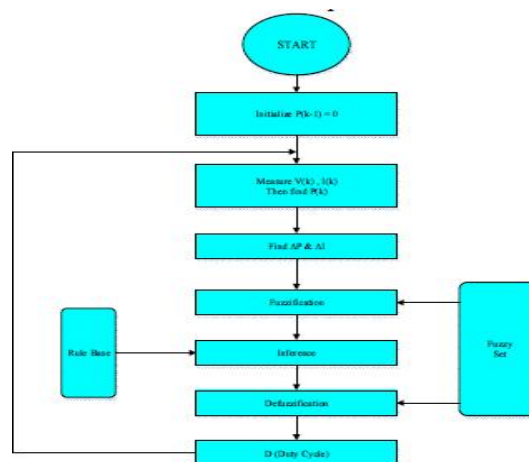 START
Initialize P(k-1) = 0
Measure V(k) , I(k)
Then find P(k)
Find ΔP & ΔI
Fuzzification
Rule Base
Inference
Fuzzy
Set
Defuzzification
D (Duty Cycle)